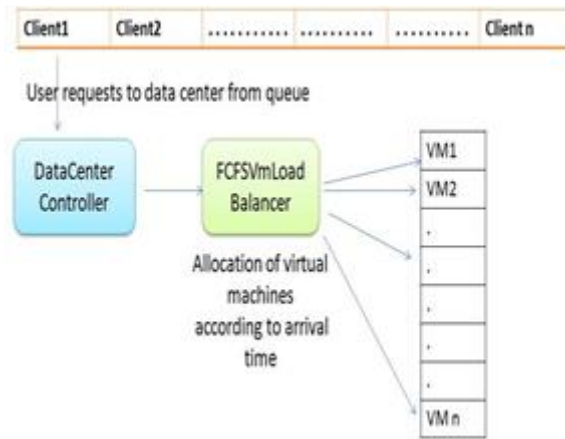 Client1 Client2 ........... .......... .......... Client n
User requests to data center from queue
DataCenter
Controller
FCFSVmLoad
Balancer
Allocation of virtual
machines
according to arrival
time
VM1
VM2
.
.
.
.
.
VM n